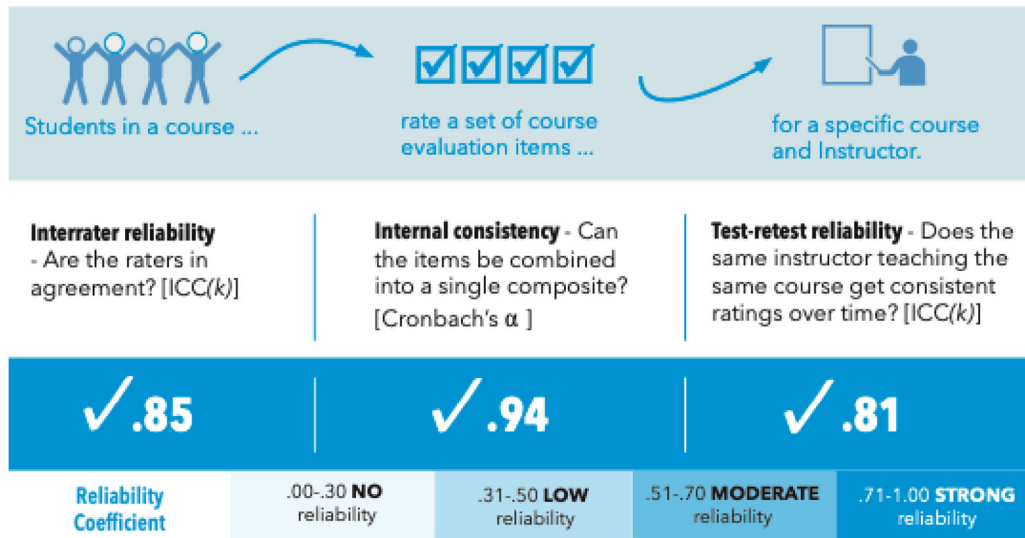 Students in a course ...
rate a set of course
evaluation items ...
for a specific course
and Instructor.
Interrater reliability
- Are the raters in
agreement? [ICC(k)]
Internal consistency - Can
the items be combined
into a single composite?
[Cronbach's α ]
Test-retest reliability - Does the
same instructor teaching the
same course get consistent
ratings over time? [ICC(k)]
✓.85
✓.94
✓.81
Reliability
Coefficient
.00-.30 NO
reliability
.31-.50 LOW
reliability
.51-.70 MODERATE
reliability
.71-1.00 STRONG
reliability